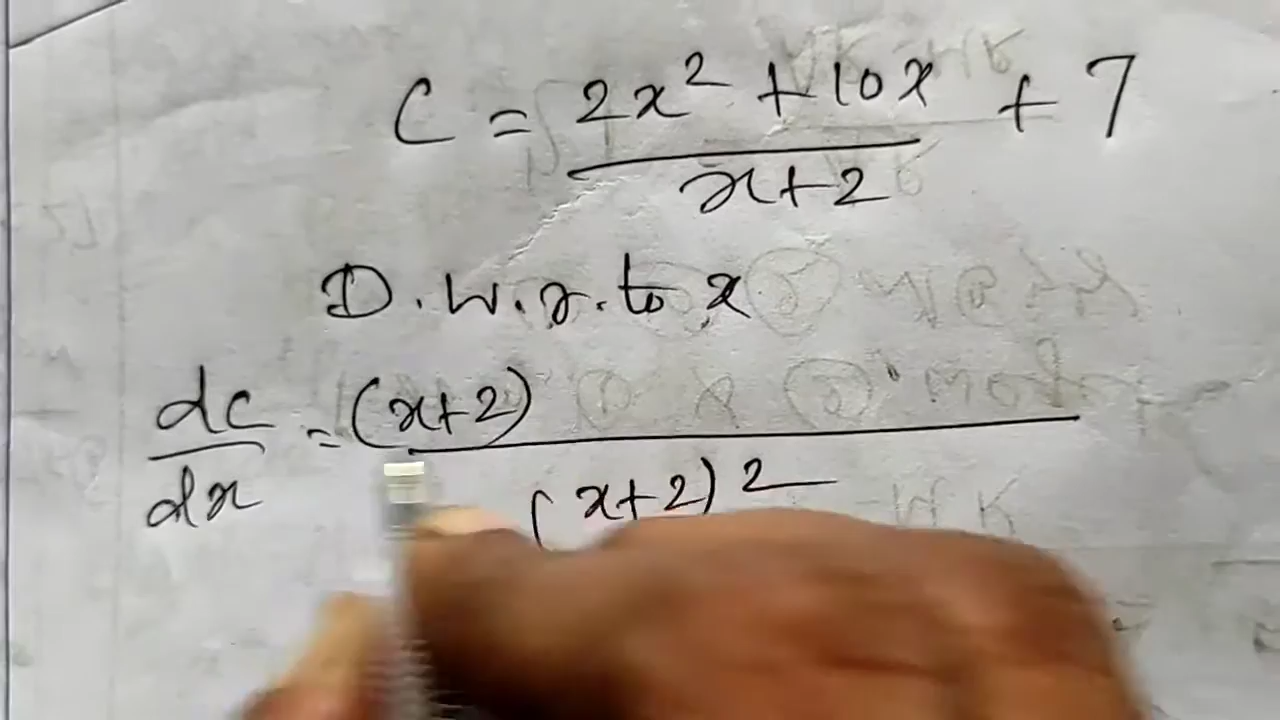 C = 2x² + 10x + 7
x+2
D.W.r.to x
dc = (x+2)
dx (x+2)²